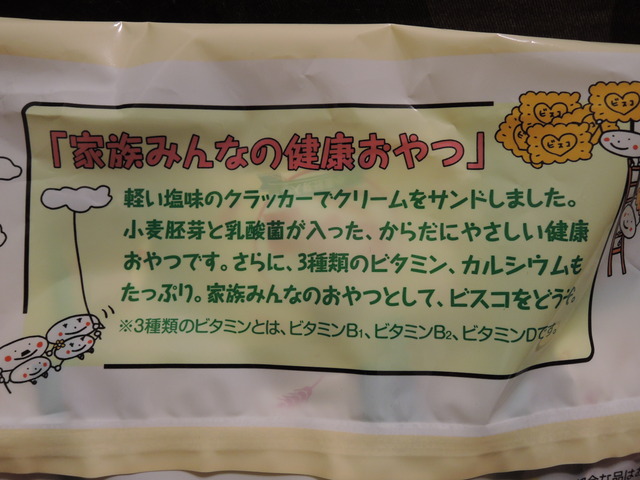 「家族みんなの健康おやつ」
軽い塩味のクラッカーでクリームをサンドしました。
小麦胚芽と乳酸菌が入った、からだにやさしい健康
おやつです。さらに、3種類のビタミン、カルシウムも
たっぷり。家族みんなのおやつとして、ビスコをどうぞ。
※3種類のビタミンとは、ビタミンB1、ビタミンB2、ビタミンDです。
ビスコ
ビスコ
ビスコ